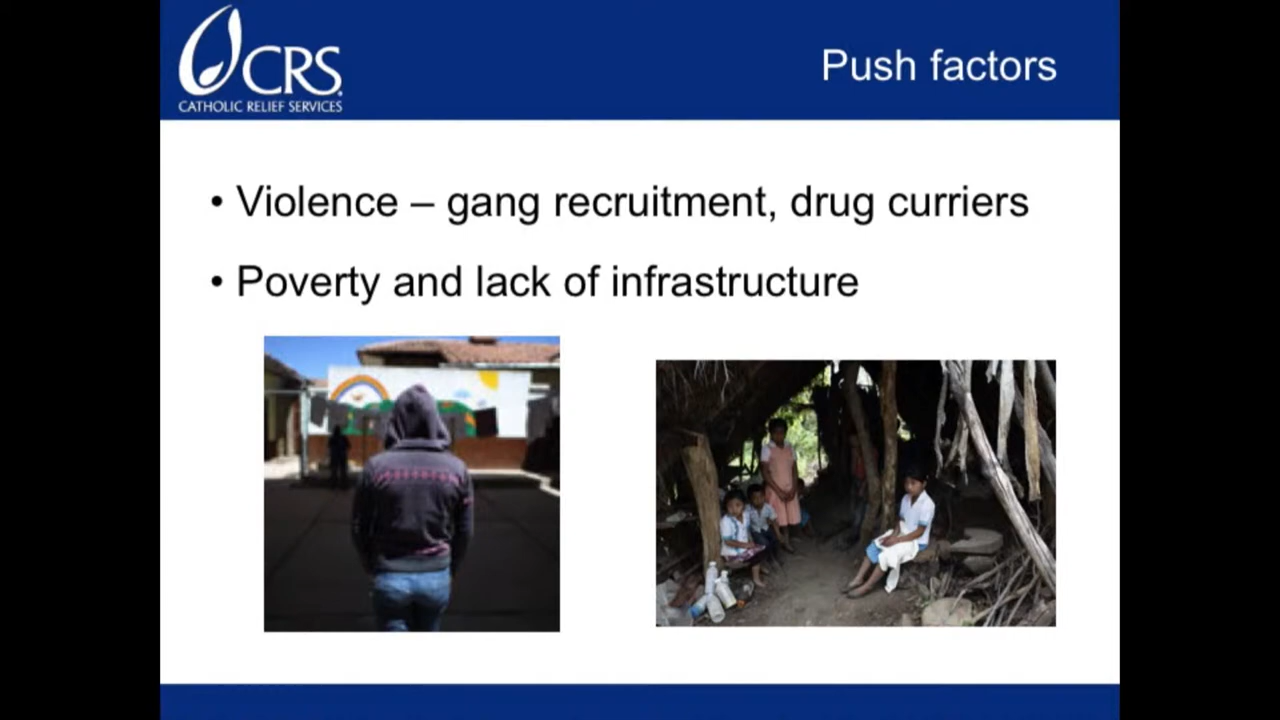 CRS
CATHOLIC RELIEF SERVICES
Push factors
• Violence – gang recruitment, drug curriers
• Poverty and lack of infrastructure